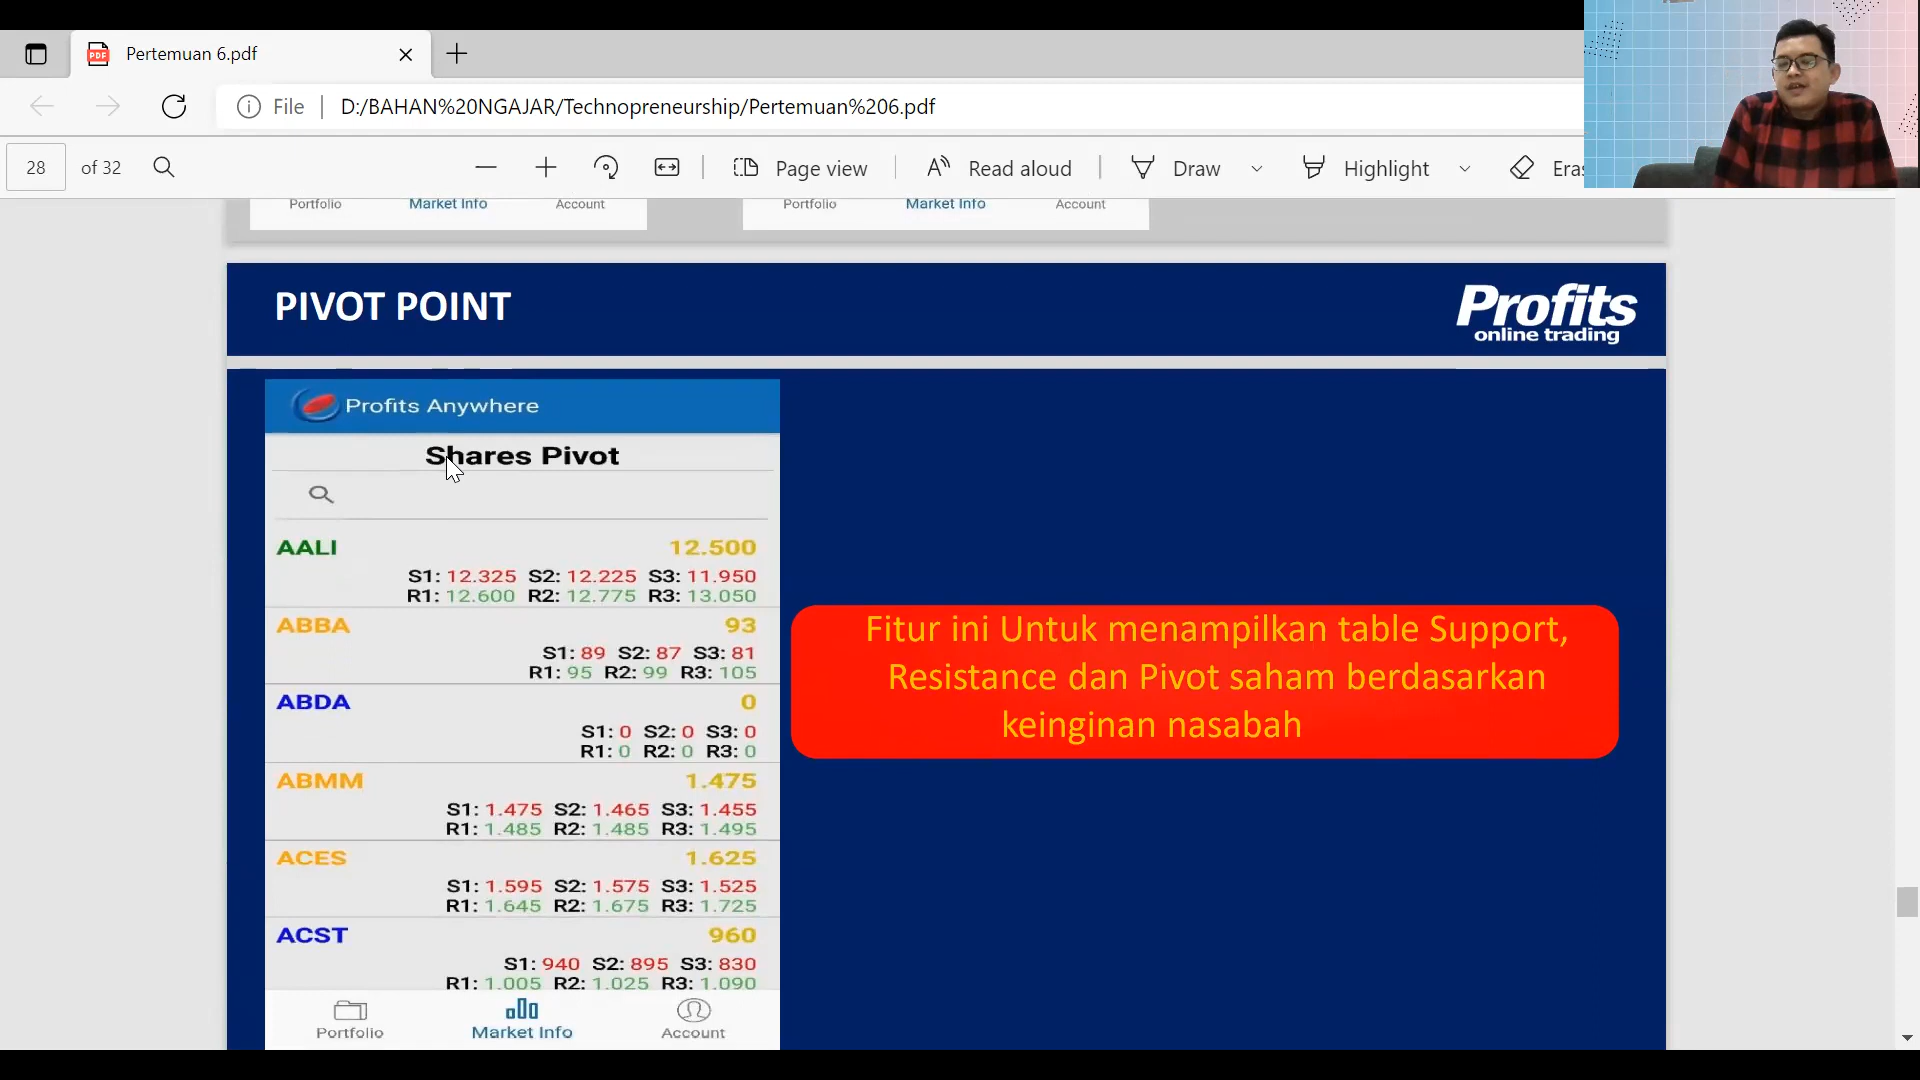 Pertemuan 6.pdf
File D:/BAHAN%20NGAJAR/Technopreneurship/Pertemuan%206.pdf
28 of 32
Page view
Read aloud
Draw
Highlight
Eras
Portfolio Market Info Account
Portfolio Market Info Account
PIVOT POINT
Profits
online trading
Profits Anywhere
Shares Pivot
AALI 12.500
S1: 12.325 S2: 12.225 S3: 11.950
R1: 12.600 R2: 12.775 R3: 13.050
ABBA 93
S1: 89 S2: 87 S3: 81
R1: 95 R2: 99 R3: 105
ABDA 0
S1: 0 S2: 0 S3: 0
R1: 0 R2: 0 R3: 0
ABMM 1.475
S1: 1.475 S2: 1.465 S3: 1.455
R1: 1.485 R2: 1.485 R3: 1.495
ACES 1.625
S1: 1.595 S2: 1.575 S3: 1.525
R1: 1.645 R2: 1.675 R3: 1.725
ACST 960
S1: 940 S2: 895 S3: 830
R1: 1.005 R2: 1.025 R3: 1.090
Portfolio Market Info Account
Fitur ini Untuk menampilkan table Support,
Resistance dan Pivot saham berdasarkan
keinginan nasabah